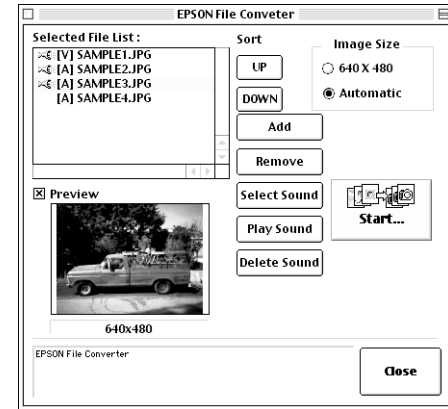 EPSON File Conveter
Selected File List :
[V] SAMPLE1.JPG
[A] SAMPLE2.JPG
[A] SAMPLE3.JPG
[A] SAMPLE4.JPG
Sort
UP
DOWN
Image Size
640 X 480
Automatic
Add
Remove
Select Sound
Play Sound
Delete Sound
Start...
Preview
640x480
EPSON File Converter
Close